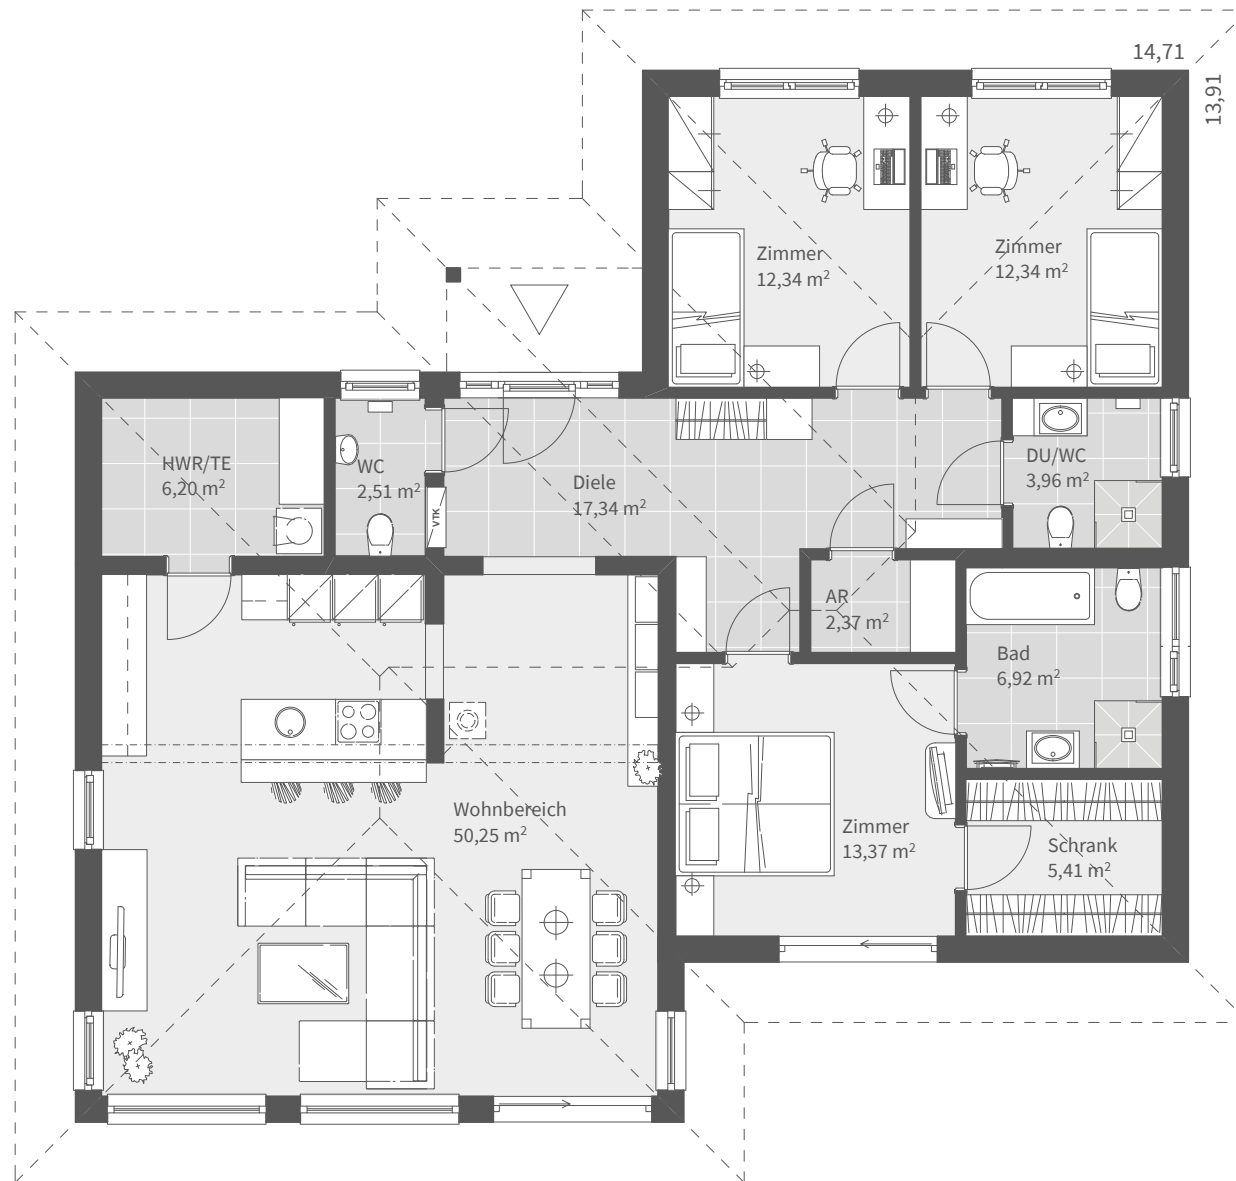 14,71
13,91
Zimmer
12,34 m²
Zimmer
12,34 m²
HWR/TE
6,20 m²
WC
2,51 m²
VTK
Diele
17,34 m²
DU/WC
3,96 m²
AR
2,37 m²
Bad
6,92 m²
Wohnbereich
50,25 m²
Zimmer
13,37 m²
Schrank
5,41 m²